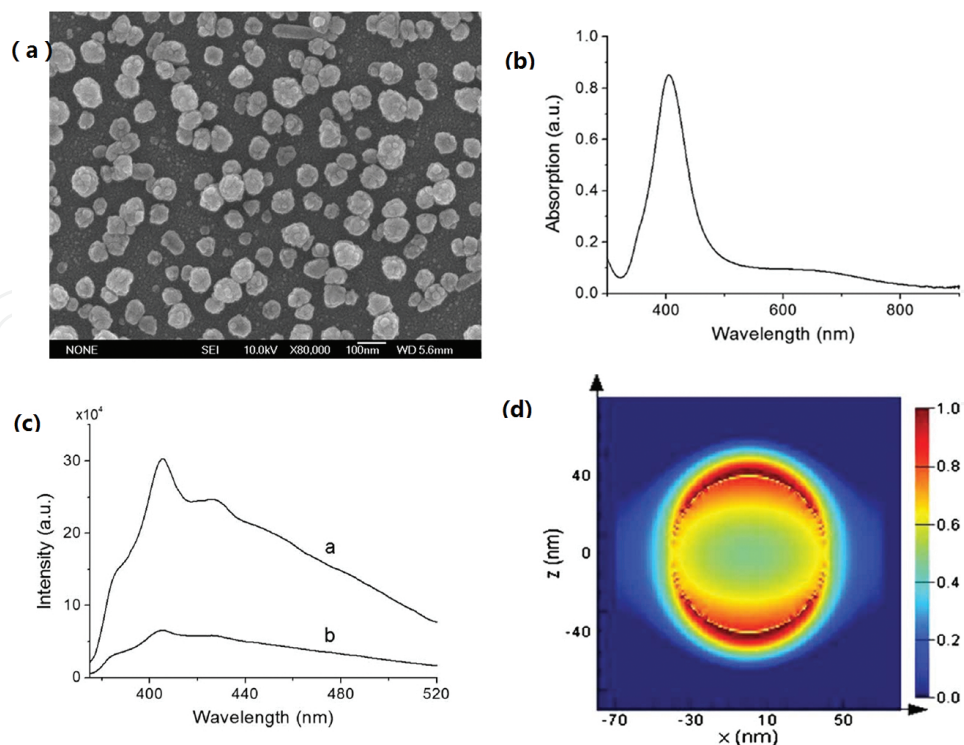 (a)
NONE SEI 10.0kV X80,000 100nm WD 5.6mm
(b)
1.0
0.8
0.6
0.4
0.2
0.0
Absorption (a.u.)
400 600 800
Wavelength (nm)
(c)
x10⁴
30
20
10
0
Intensity (a.u.)
a
b
400 440 480 520
Wavelength (nm)
(d)
40
0
-40
z (nm)
-70 -30 10 50
x (nm)
1.0
0.8
0.6
0.4
0.2
0.0